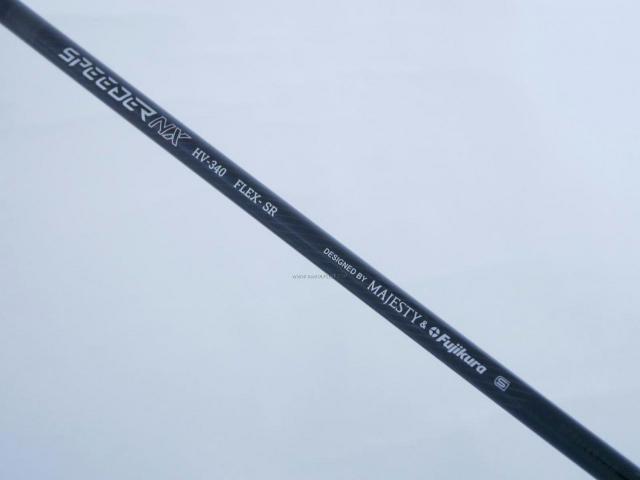 SPEEDER NX HV-340 FLEX-SR DESIGNED BY MAJESTY & Fujikura S